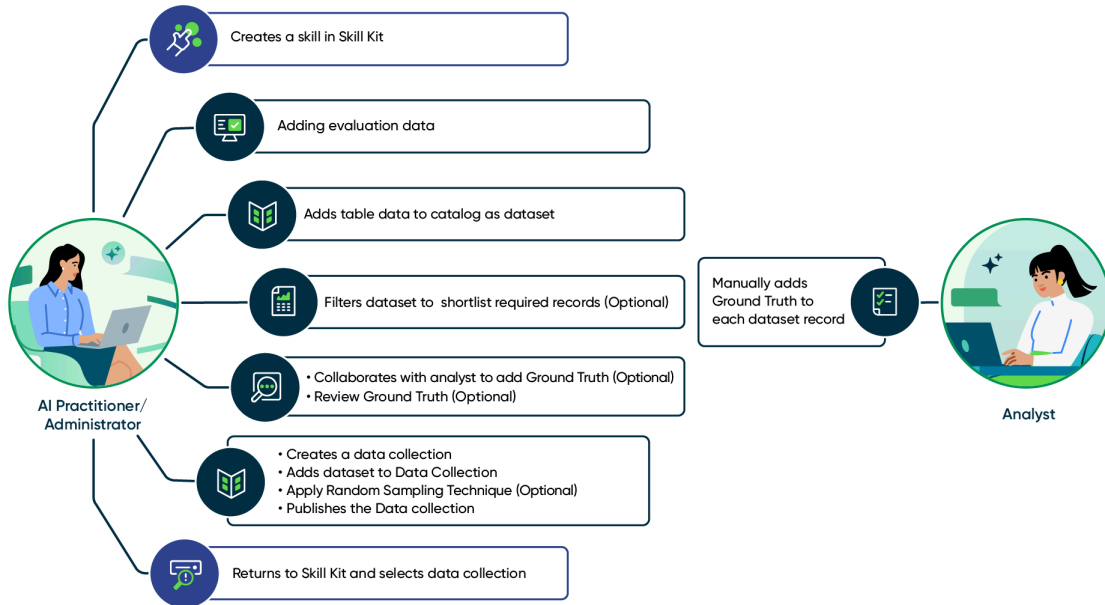 Creates a skill in Skill Kit
Adding evaluation data
Adds table data to catalog as dataset
Filters dataset to shortlist required records (Optional)
• Collaborates with analyst to add Ground Truth (Optional)
• Review Ground Truth (Optional)
AI Practitioner/
Administrator
• Creates a data collection
• Adds dataset to Data Collection
• Apply Random Sampling Technique (Optional)
• Publishes the Data collection
Returns to Skill Kit and selects data collection
Manually adds
Ground Truth to
each dataset record
Analyst